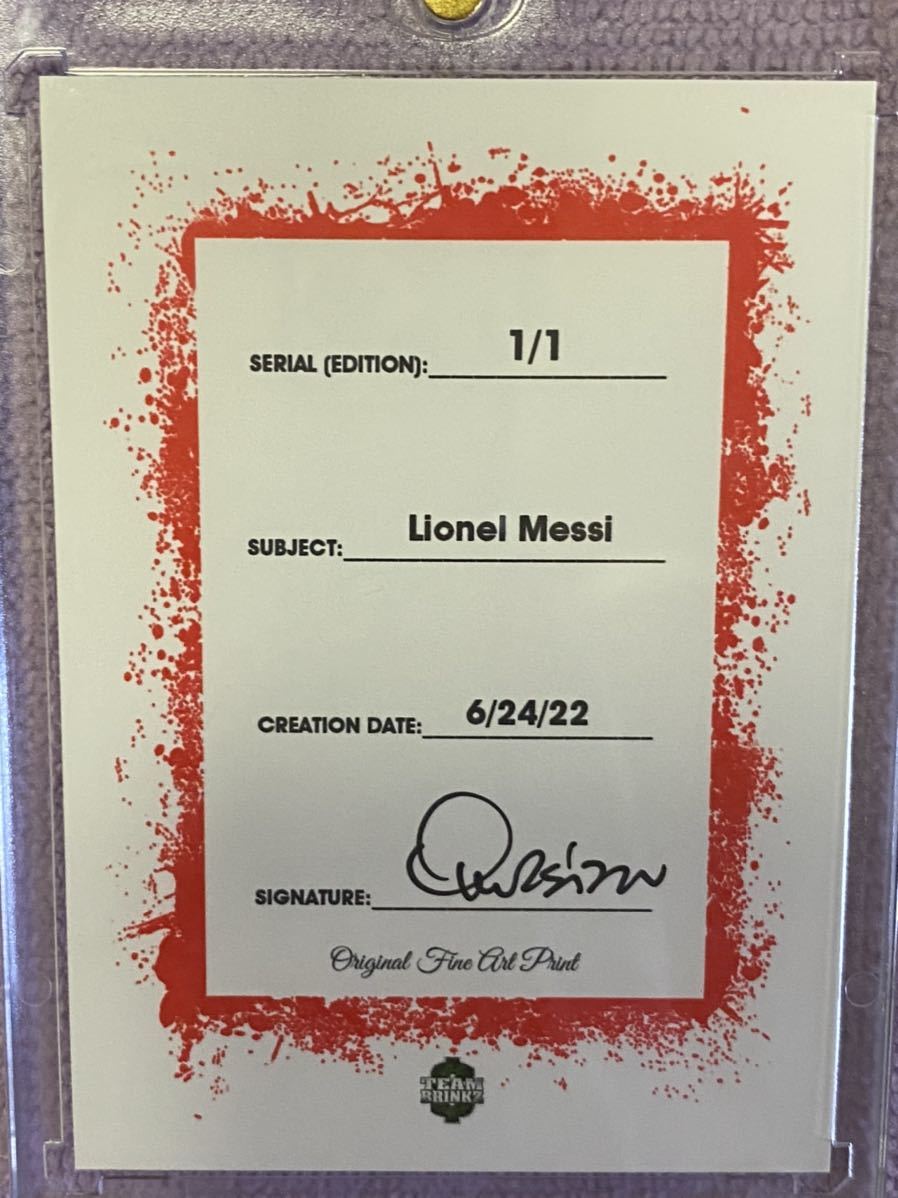 SERIAL (EDITION): 1/1
SUBJECT: Lionel Messi
CREATION DATE: 6/24/22
SIGNATURE:
Original Fine Art Print
TEAM
BRINKZ